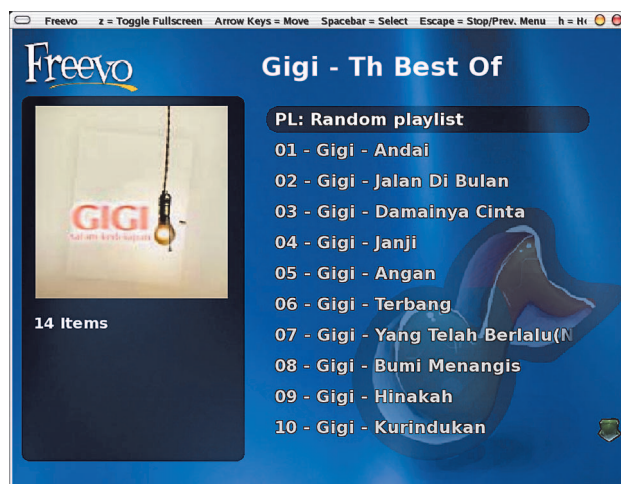 Freevo z = Toggle Fullscreen Arrow Keys = Move Spacebar = Select Escape = Stop/Prev. Menu h = He
Freevo
Gigi - Th Best Of
PL: Random playlist
01 - Gigi - Andai
02 - Gigi - Jalan Di Bulan
03 - Gigi - Damainya Cinta
04 - Gigi - Janji
05 - Gigi - Angan
06 - Gigi - Terbang
07 - Gigi - Yang Telah Berlalu(N
08 - Gigi - Bumi Menangis
09 - Gigi - Hinakah
10 - Gigi - Kurindukan
GIGI
14 Items